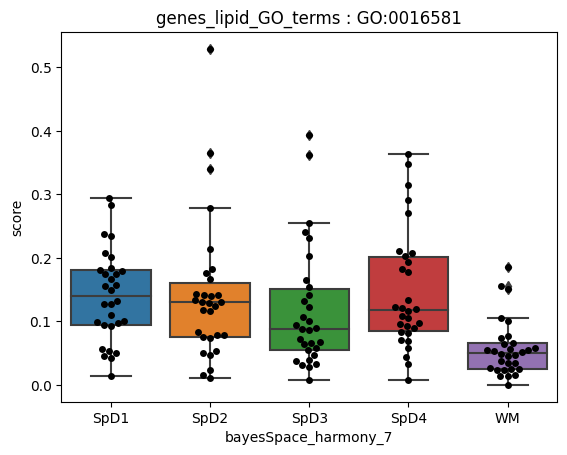 genes_lipid_GO_terms : GO:0016581
score
0.5
0.4
0.3
0.2
0.1
0.0
SpD1 SpD2 SpD3 SpD4 WM
bayesSpace_harmony_7